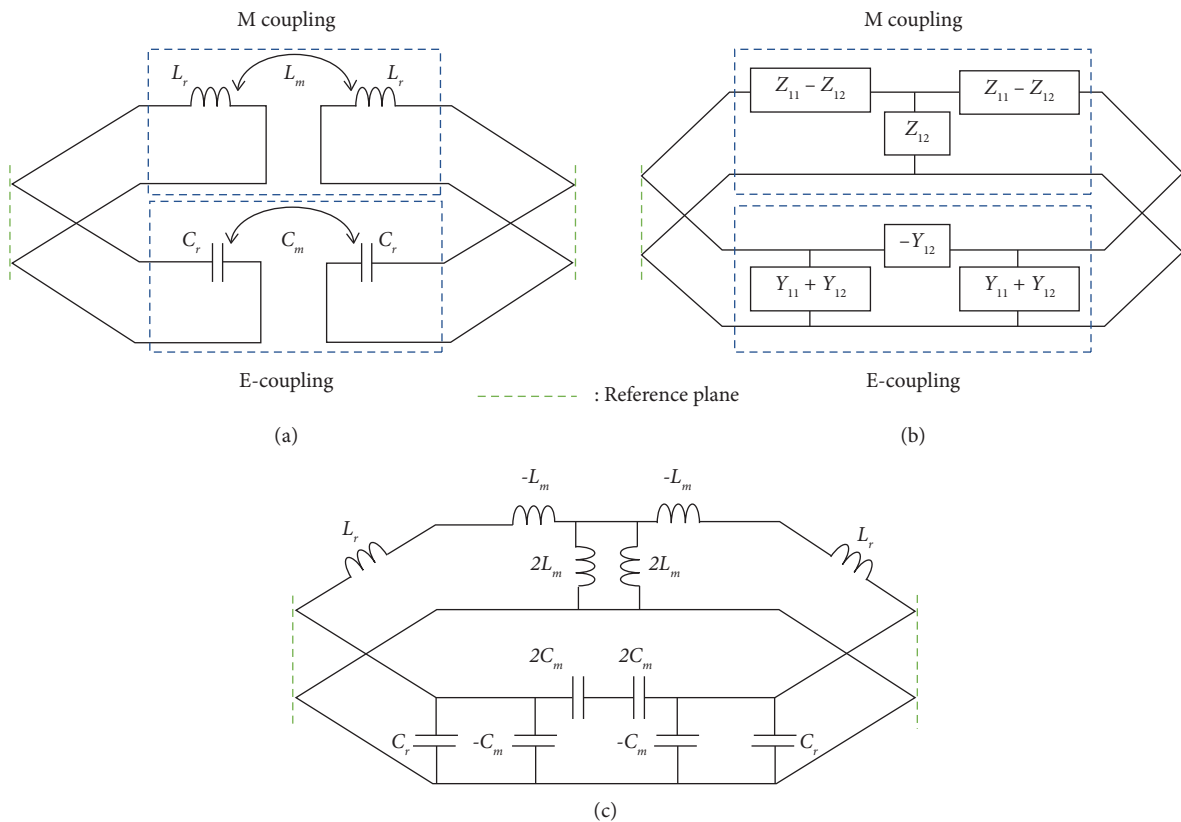 M coupling
L_r L_m L_r
C_r C_m C_r
E-coupling
(a)
M coupling
Z_11 – Z_12 Z_11 – Z_12
Z_12
–Y_12
Y_11 + Y_12 Y_11 + Y_12
E-coupling
(b)
: Reference plane
-L_m -L_m
L_r L_r
2L_m 2L_m
2C_m 2C_m
C_r -C_m -C_m C_r
(c)